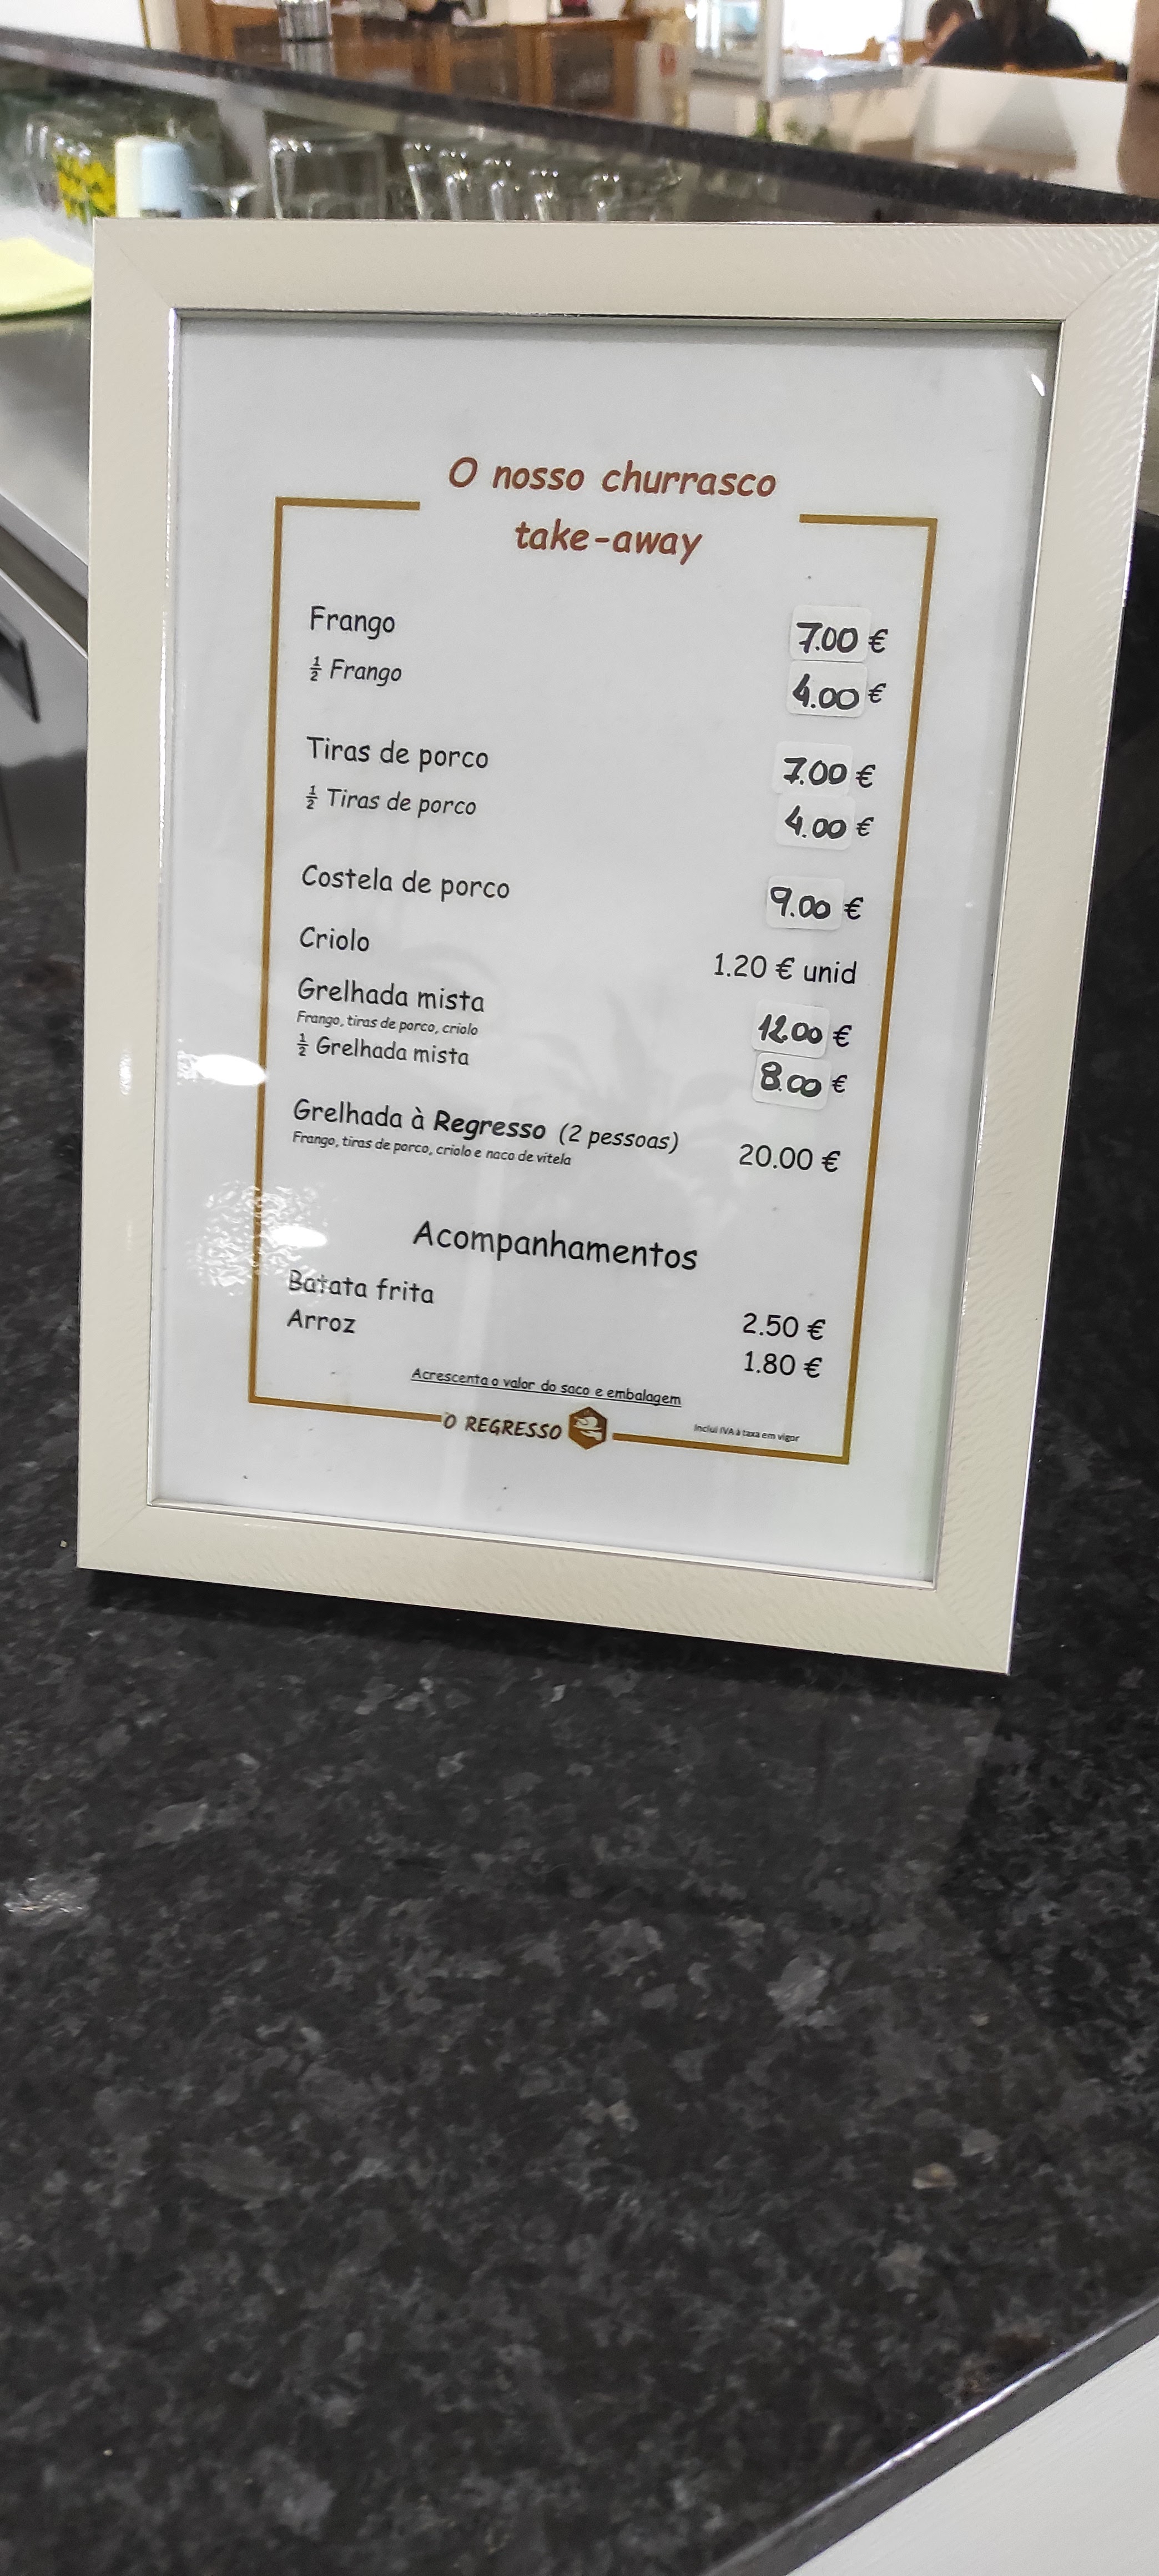 O nosso churrasco
take-away
Frango 7.00 €
½ Frango 4.00 €
Tiras de porco 7.00 €
½ Tiras de porco 4.00 €
Costela de porco 9.00 €
Criolo 1.20 € unid
Grelhada mista 12.00 €
Frango, tiras de porco, criolo
½ Grelhada mista 8.00 €
Grelhada à Regresso (2 pessoas) 20.00 €
Frango, tiras de porco, criolo e naco de vitela
Acompanhamentos
Batata frita 2.50 €
Arroz 1.80 €
Acrescenta o valor do saco e embalagem
O REGRESSO
Inclui IVA à taxa em vigor